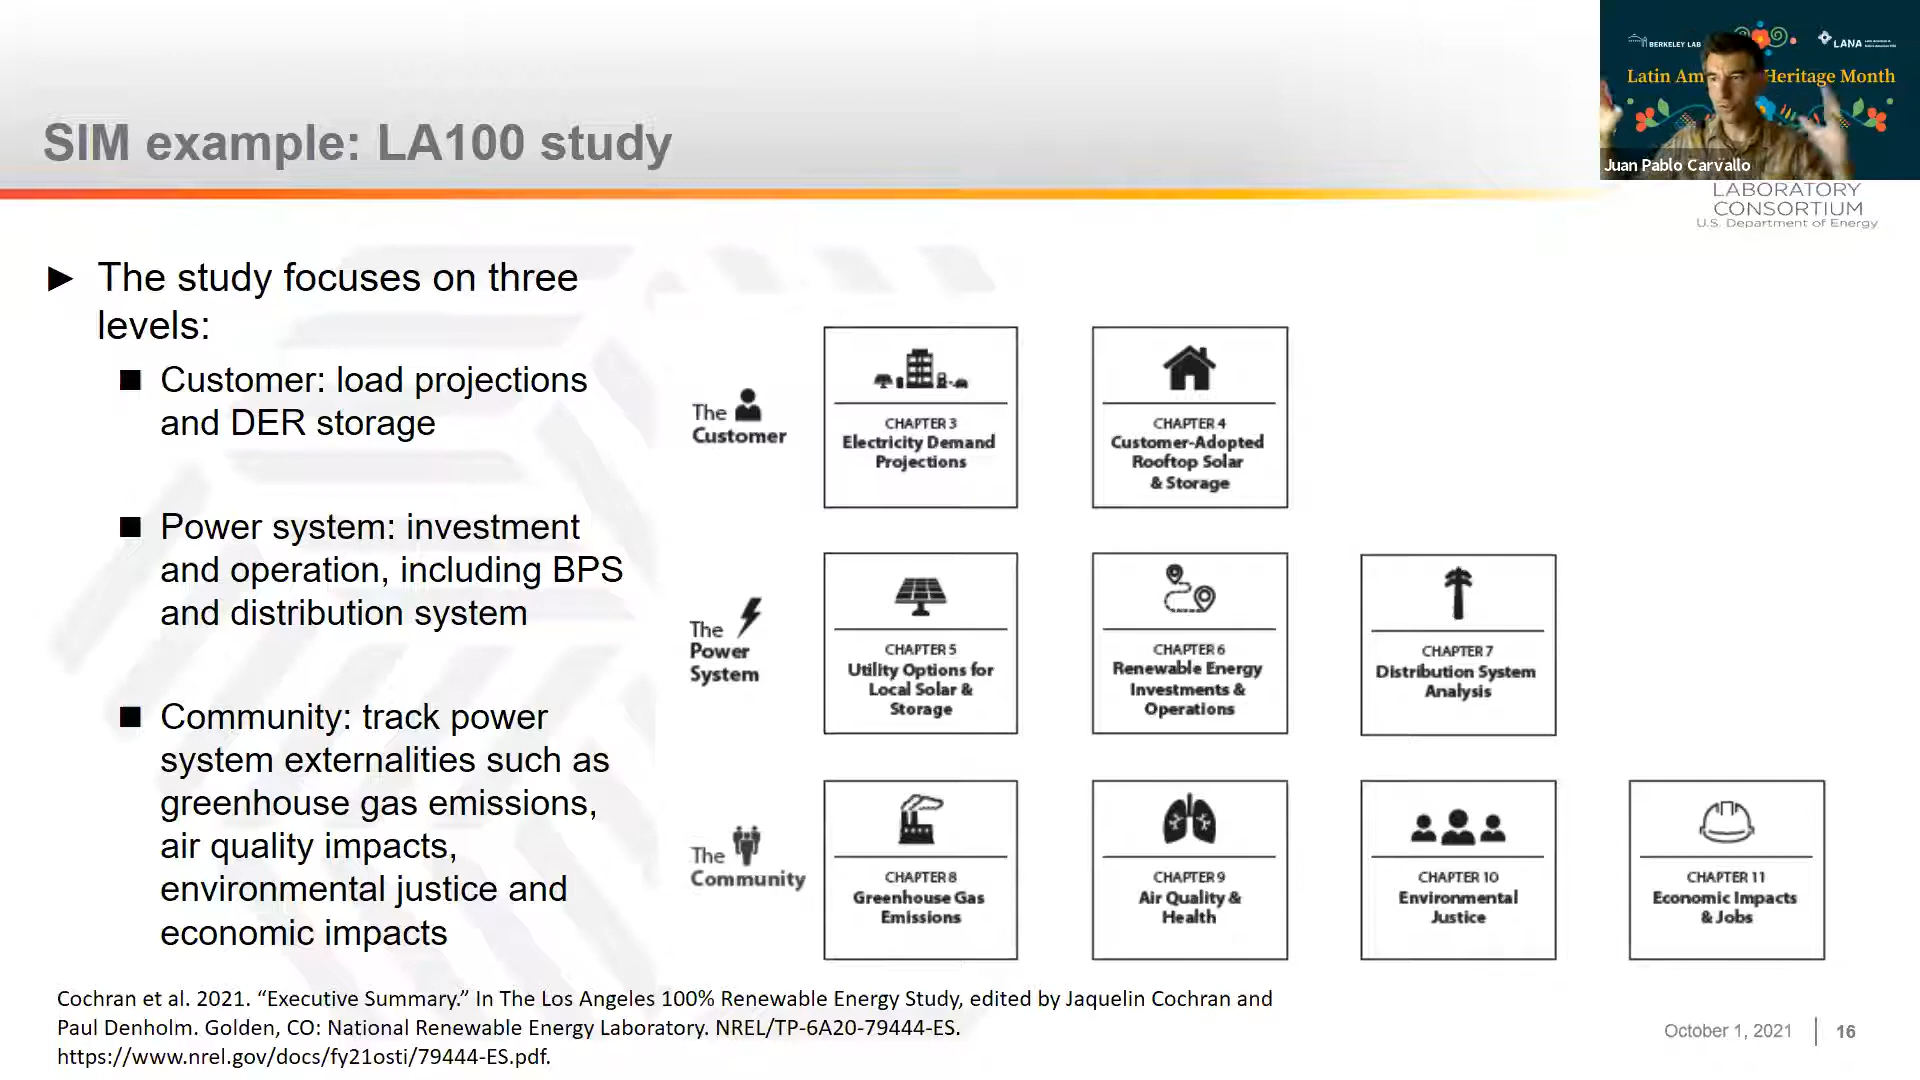 BERKELEY LAB
LANA
Latin Am Heritage Month
Juan Pablo Carvallo
SIM example: LA100 study
LABORATORY
CONSORTIUM
U.S. Department of Energy
► The study focuses on three
levels:
■ Customer: load projections
and DER storage
■ Power system: investment
and operation, including BPS
and distribution system
■ Community: track power
system externalities such as
greenhouse gas emissions,
air quality impacts,
environmental justice and
economic impacts
The
Customer
CHAPTER 3
Electricity Demand
Projections
CHAPTER 4
Customer-Adopted
Rooftop Solar
& Storage
The
Power
System
CHAPTER 5
Utility Options for
Local Solar &
Storage
CHAPTER 6
Renewable Energy
Investments &
Operations
CHAPTER 7
Distribution System
Analysis
The
Community
CHAPTER 8
Greenhouse Gas
Emissions
CHAPTER 9
Air Quality &
Health
CHAPTER 10
Environmental
Justice
CHAPTER 11
Economic Impacts
& Jobs
Cochran et al. 2021. “Executive Summary.” In The Los Angeles 100% Renewable Energy Study, edited by Jaquelin Cochran and
Paul Denholm. Golden, CO: National Renewable Energy Laboratory. NREL/TP-6A20-79444-ES.
https://www.nrel.gov/docs/fy21osti/79444-ES.pdf.
October 1, 2021 16